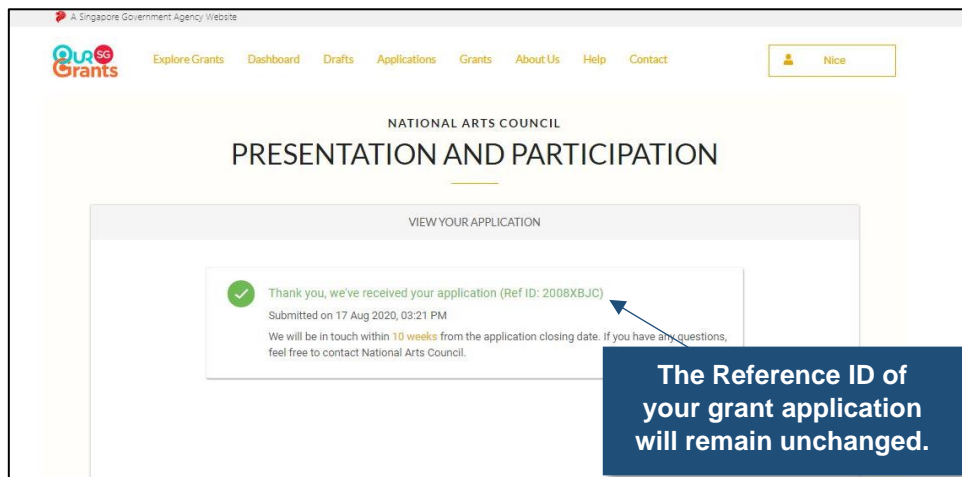 A Singapore Government Agency Website
OurSG Grants
Explore Grants Dashboard Drafts Applications Grants About Us Help Contact Nice
NATIONAL ARTS COUNCIL
PRESENTATION AND PARTICIPATION
VIEW YOUR APPLICATION
Thank you, we've received your application (Ref ID: 2008XBJC)
Submitted on 17 Aug 2020, 03:21 PM
We will be in touch within 10 weeks from the application closing date. If you have any questions,
feel free to contact National Arts Council.
The Reference ID of
your grant application
will remain unchanged.